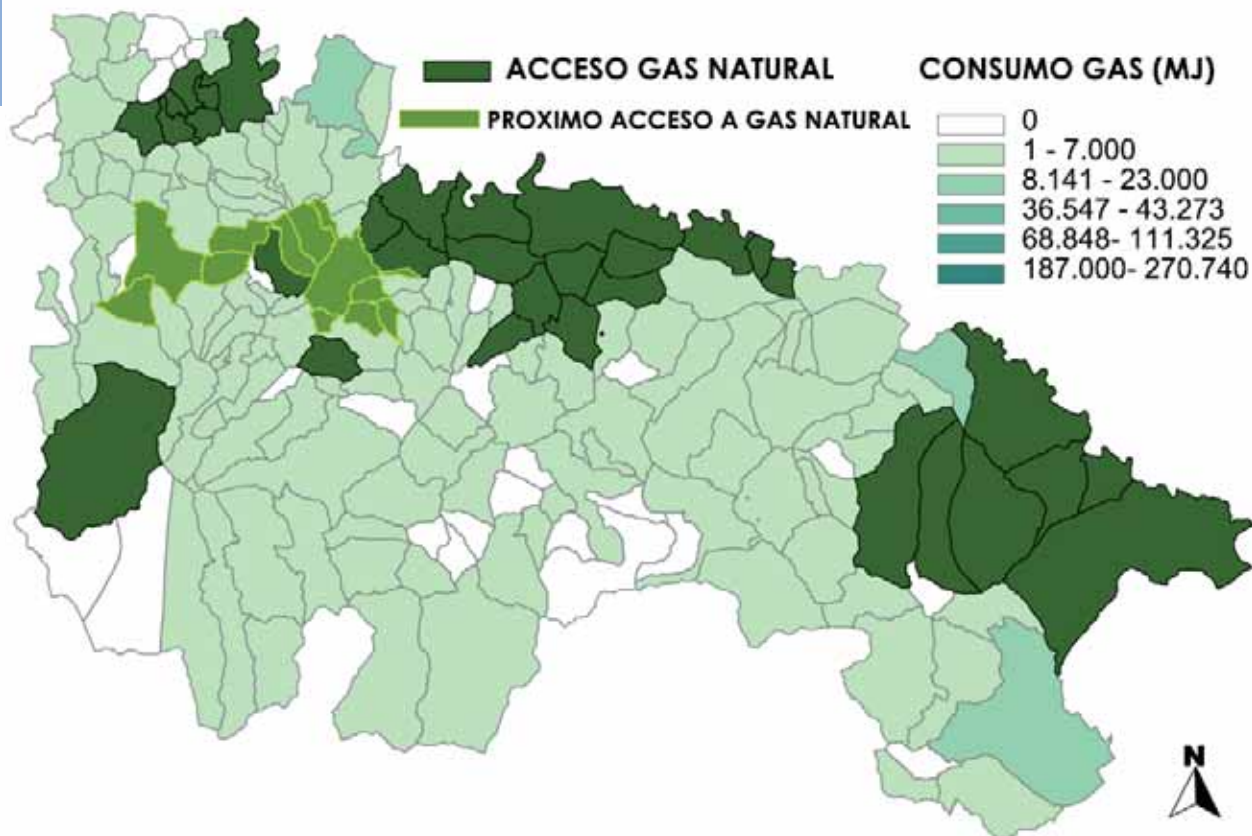 ACCESO GAS NATURAL
PROXIMO ACCESO A GAS NATURAL
CONSUMO GAS (MJ)
0
1 - 7.000
8.141 - 23.000
36.547 - 43.273
68.848- 111.325
187.000- 270.740
N